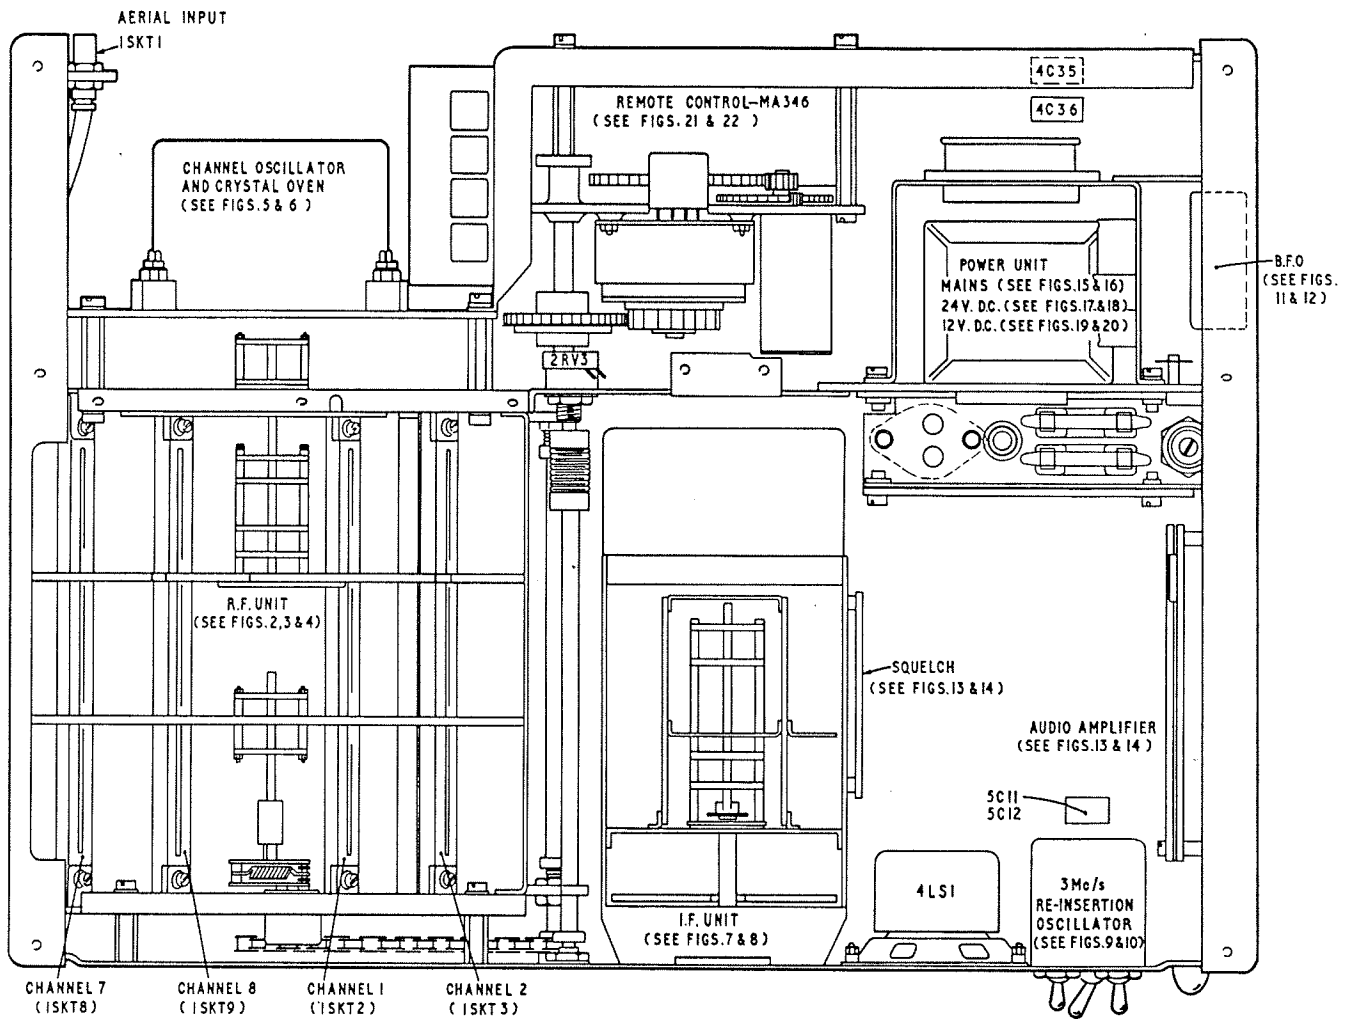 AERIAL INPUT
1SKT1
4C35
4C36
REMOTE CONTROL-MA346
(SEE FIGS.21 & 22)
CHANNEL OSCILLATOR
AND CRYSTAL OVEN
(SEE FIGS.5 & 6)
POWER UNIT
MAINS (SEE FIGS.15 & 16)
24V. D.C. (SEE FIGS.17 & 18)
12V. D.C. (SEE FIGS.19 & 20)
B.F.O
(SEE FIGS.
11 & 12)
2RV3
R.F. UNIT
(SEE FIGS.2,3 & 4)
SQUELCH
(SEE FIGS.13 & 14)
AUDIO AMPLIFIER
(SEE FIGS.13 & 14)
5C11
5C12
4LS1
3Mc/s
RE-INSERTION
OSCILLATOR
(SEE FIGS.9 & 10)
I.F. UNIT
(SEE FIGS.7 & 8)
CHANNEL 7
(1SKT8)
CHANNEL 8
(1SKT9)
CHANNEL 1
(1SKT2)
CHANNEL 2
(1SKT3)